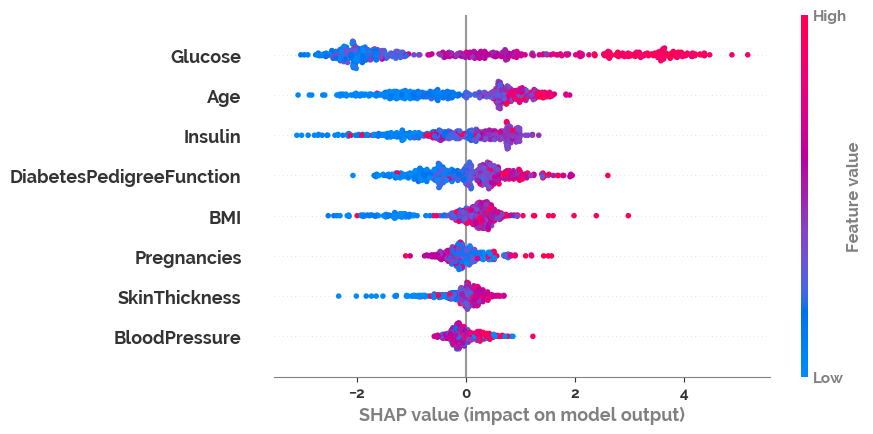 High
Glucose
Age
Insulin
DiabetesPedigreeFunction
BMI
Pregnancies
SkinThickness
BloodPressure
Feature value
Low
−2 0 2 4
SHAP value (impact on model output)